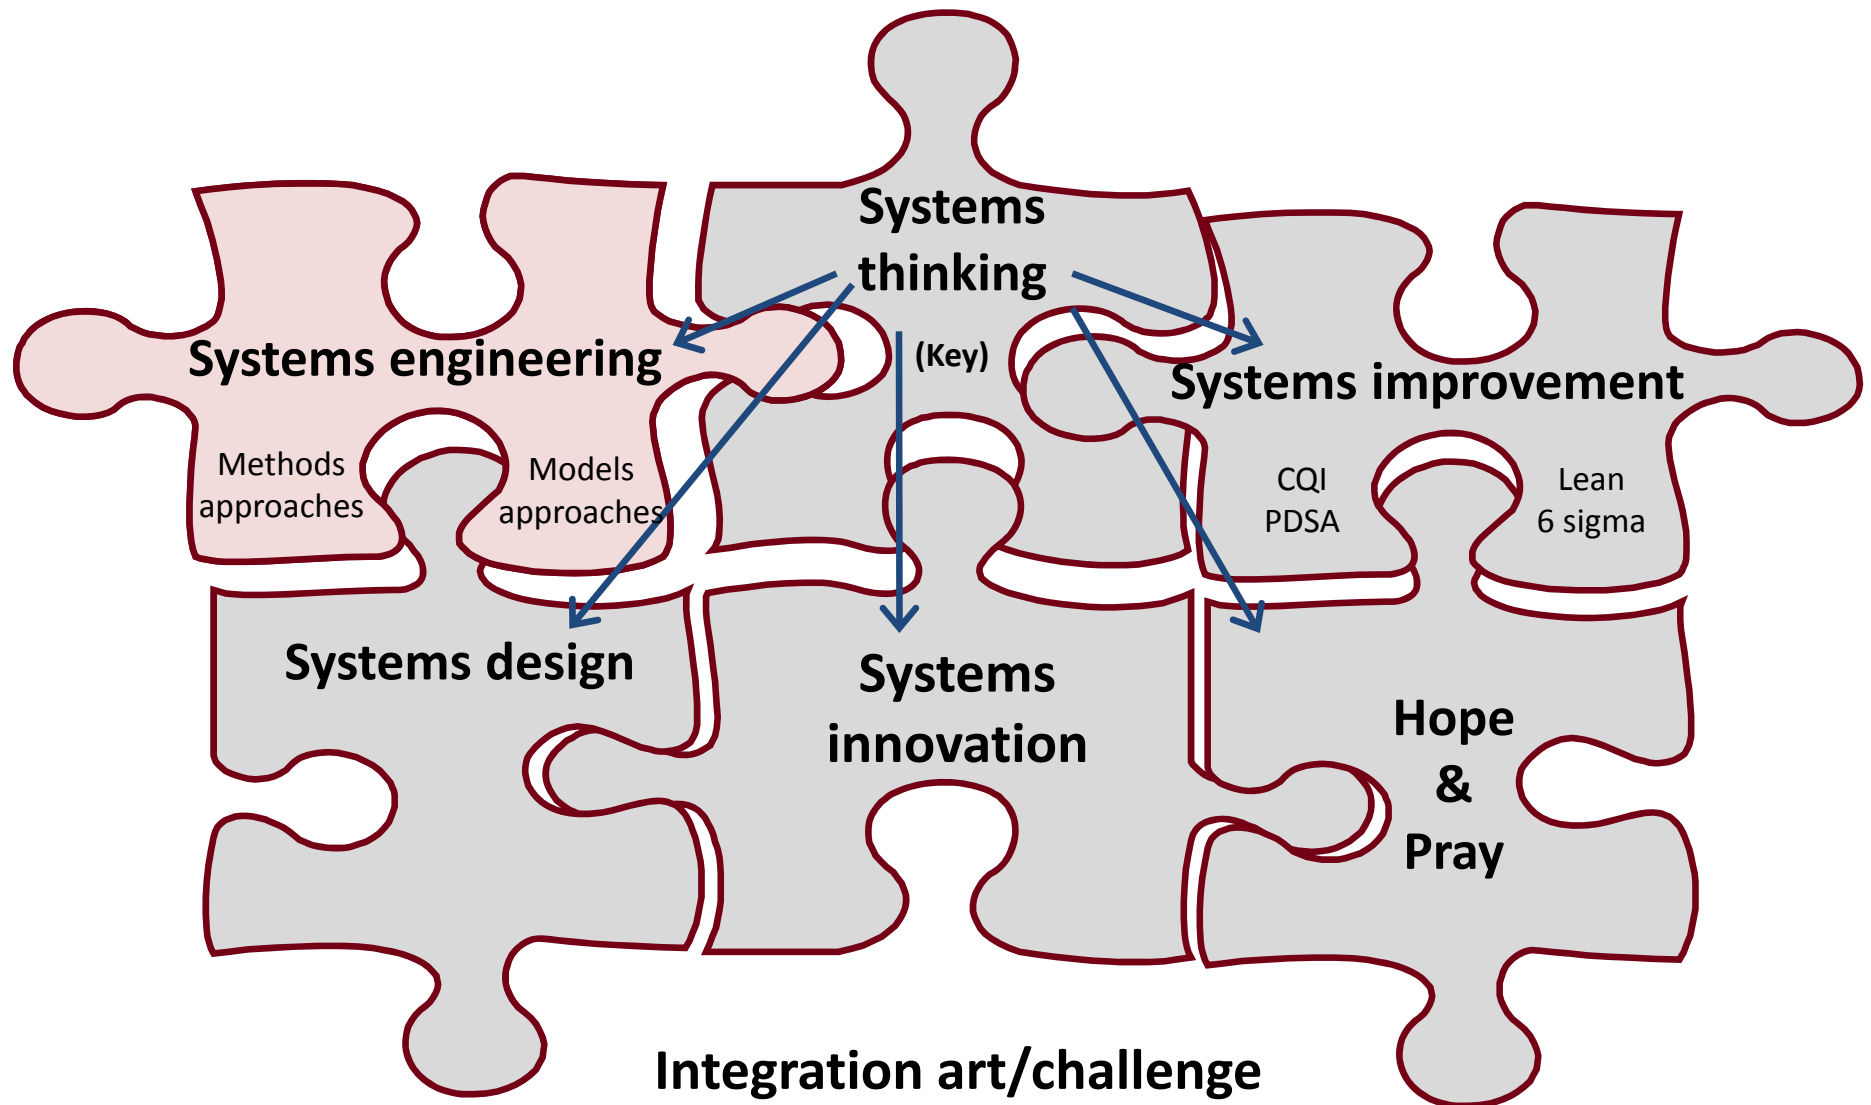 Systems
thinking
(Key)
Systems engineering
Methods
approaches
Models
approaches
Systems improvement
CQI
PDSA
Lean
6 sigma
Systems design
Systems
innovation
Hope
&
Pray
Integration art/challenge